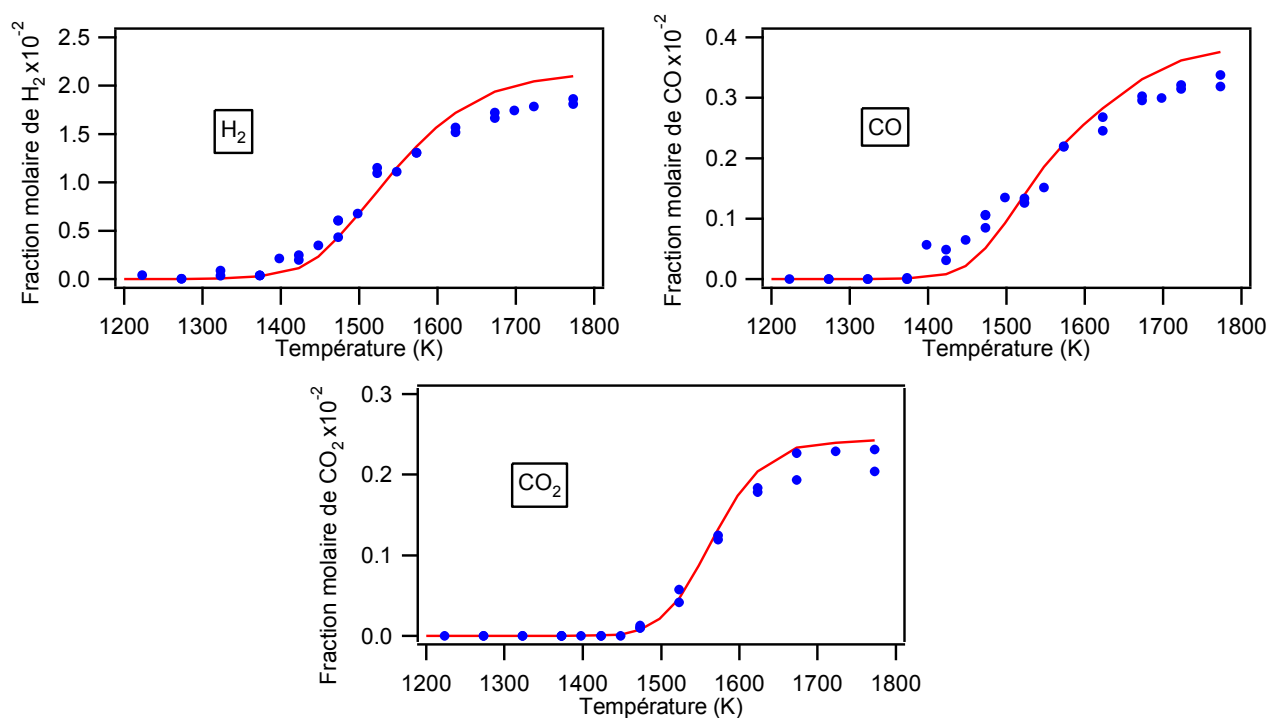 Fraction molaire de H2 x10-2
2.5
2.0
1.5
1.0
0.5
0.0
H2
1200 1300 1400 1500 1600 1700 1800
Température (K)
Fraction molaire de CO x10-2
0.4
0.3
0.2
0.1
0.0
CO
1200 1300 1400 1500 1600 1700 1800
Température (K)
Fraction molaire de CO2 x10-2
0.3
0.2
0.1
0.0
CO2
1200 1300 1400 1500 1600 1700 1800
Température (K)